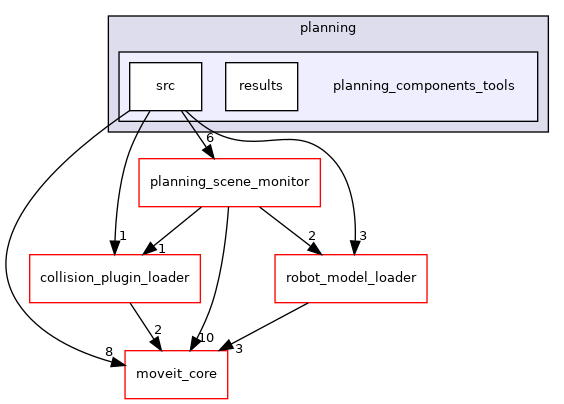 planning
src
results
planning_components_tools
6
planning_scene_monitor
1
1
2
3
collision_plugin_loader
robot_model_loader
2
10
8
3
moveit_core